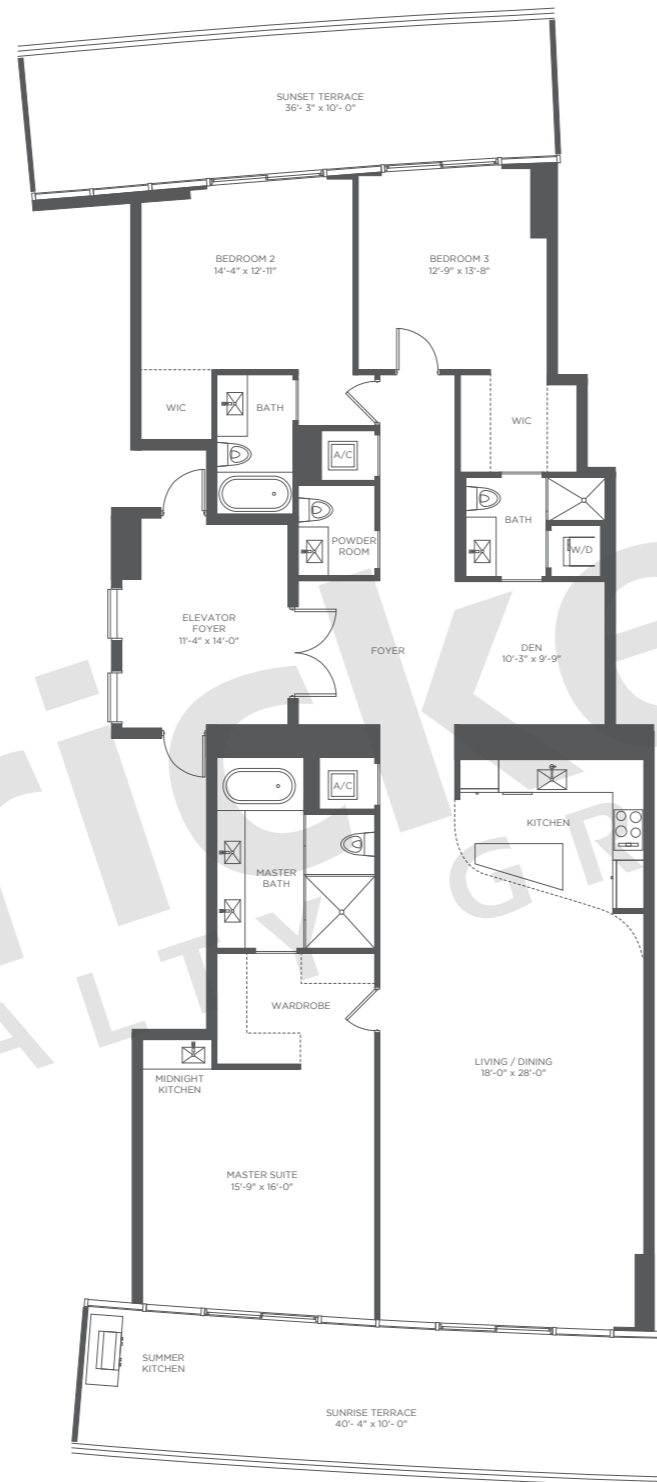 SUNSET TERRACE
36'- 3" x 10'- 0"
BEDROOM 2
14'-4" x 12'-11"
BEDROOM 3
12'-9" x 13'-8"
WIC
BATH
WIC
A/C
POWDER
ROOM
BATH
W/D
ELEVATOR
FOYER
11'-4" x 14'-0"
FOYER
DEN
10'-3" x 9'-9"
A/C
KITCHEN
MASTER
BATH
WARDROBE
MIDNIGHT
KITCHEN
LIVING / DINING
18'-0" x 28'-0"
MASTER SUITE
15'-9" x 16'-0"
SUMMER
KITCHEN
SUNRISE TERRACE
40'- 4" x 10'- 0"
ricke
ALTY GR